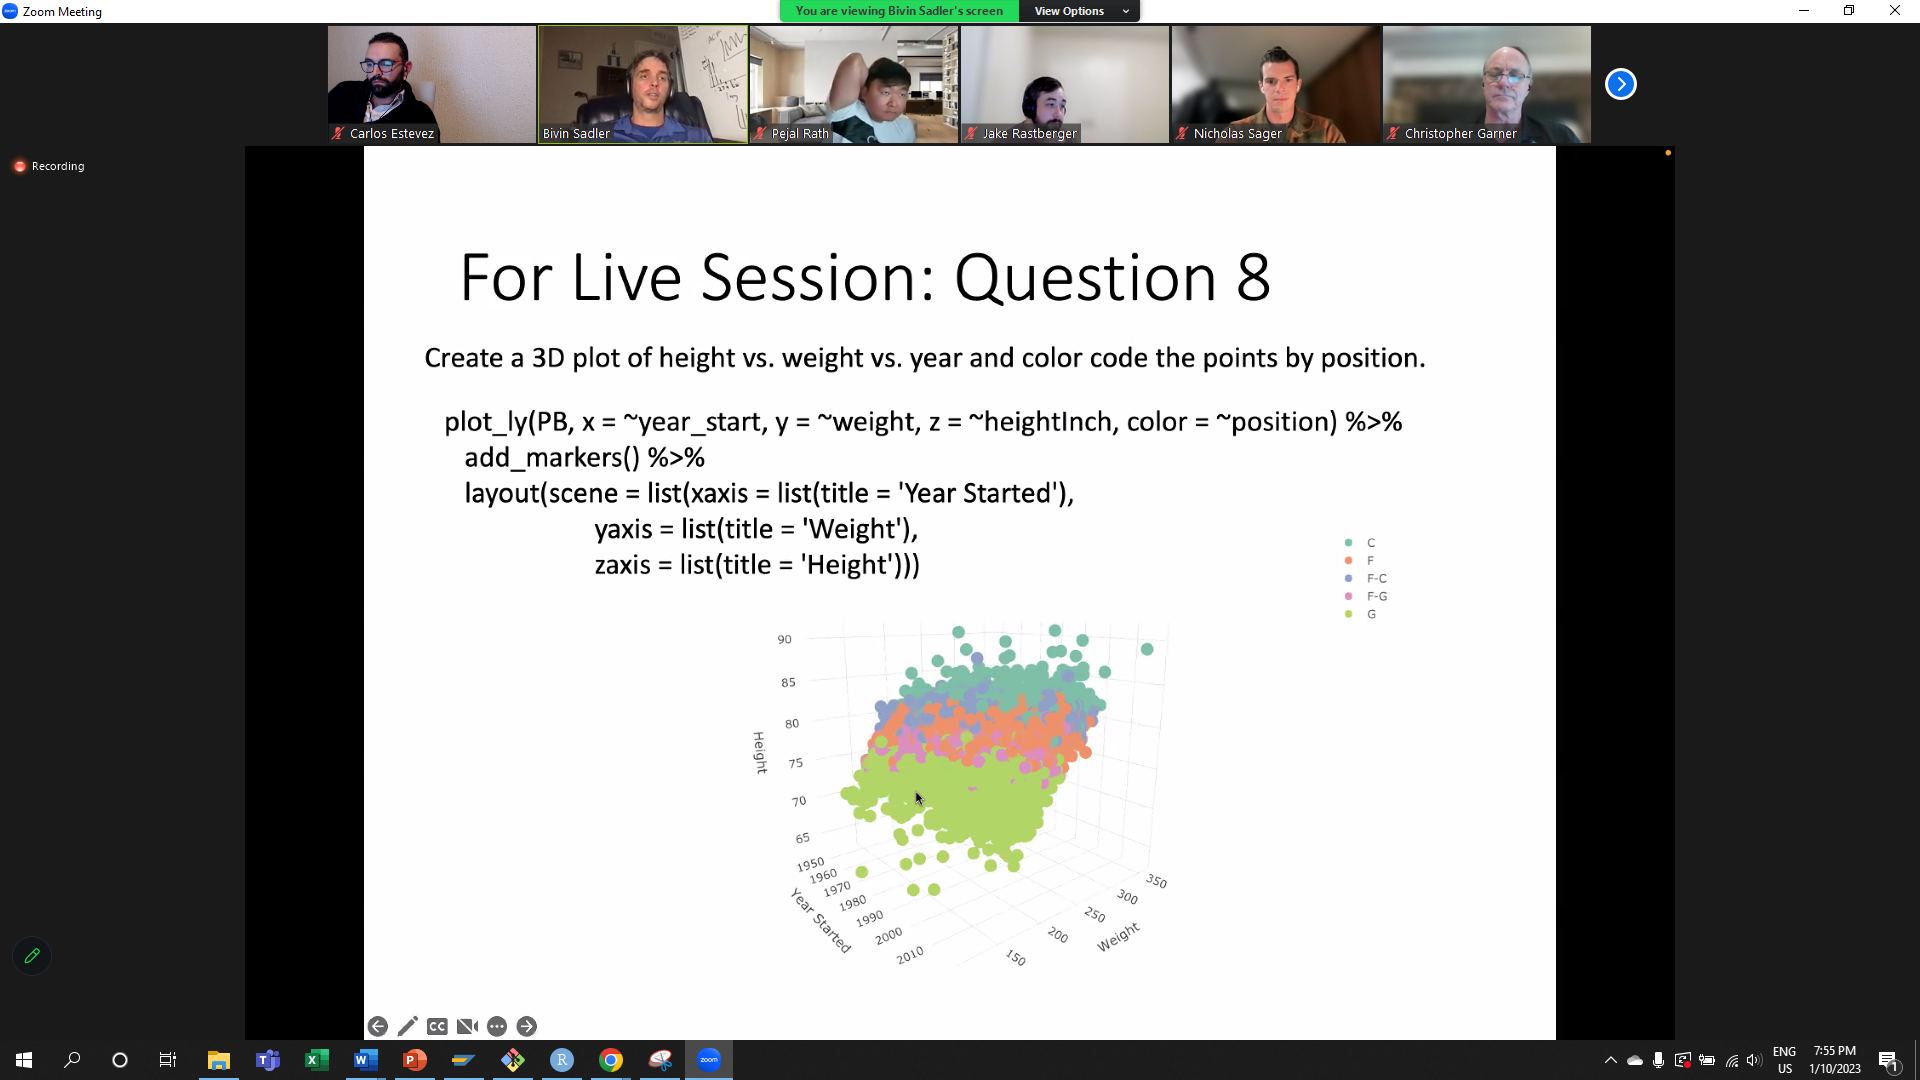 Zoom Meeting
You are viewing Bivin Sadler's screen
View Options
ACF
Carlos Estevez
Bivin Sadler
Pejal Rath
Jake Rastberger
Nicholas Sager
Christopher Garner
Recording
For Live Session: Question 8
Create a 3D plot of height vs. weight vs. year and color code the points by position.
plot_ly(PB, x = ~year_start, y = ~weight, z = ~heightInch, color = ~position) %>%
add_markers() %>%
layout(scene = list(xaxis = list(title = 'Year Started'),
yaxis = list(title = 'Weight'),
zaxis = list(title = 'Height')))
C
F
F-C
F-G
G
90
85
80
75
70
65
Height
1950
1960
1970
1980
1990
2000
2010
Year Started
150
200
250
300
350
Weight
CC
zoom
ENG
US
7:55 PM
1/10/2023
1